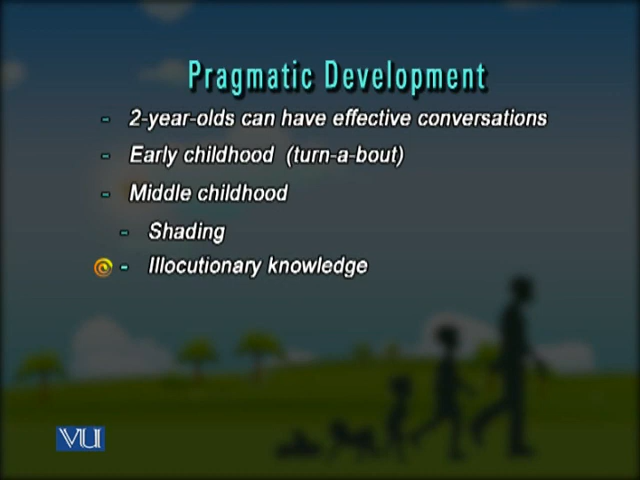 Pragmatic Development
- 2-year-olds can have effective conversations
- Early childhood (turn-a-bout)
- Middle childhood
- Shading
- Illocutionary knowledge
VU